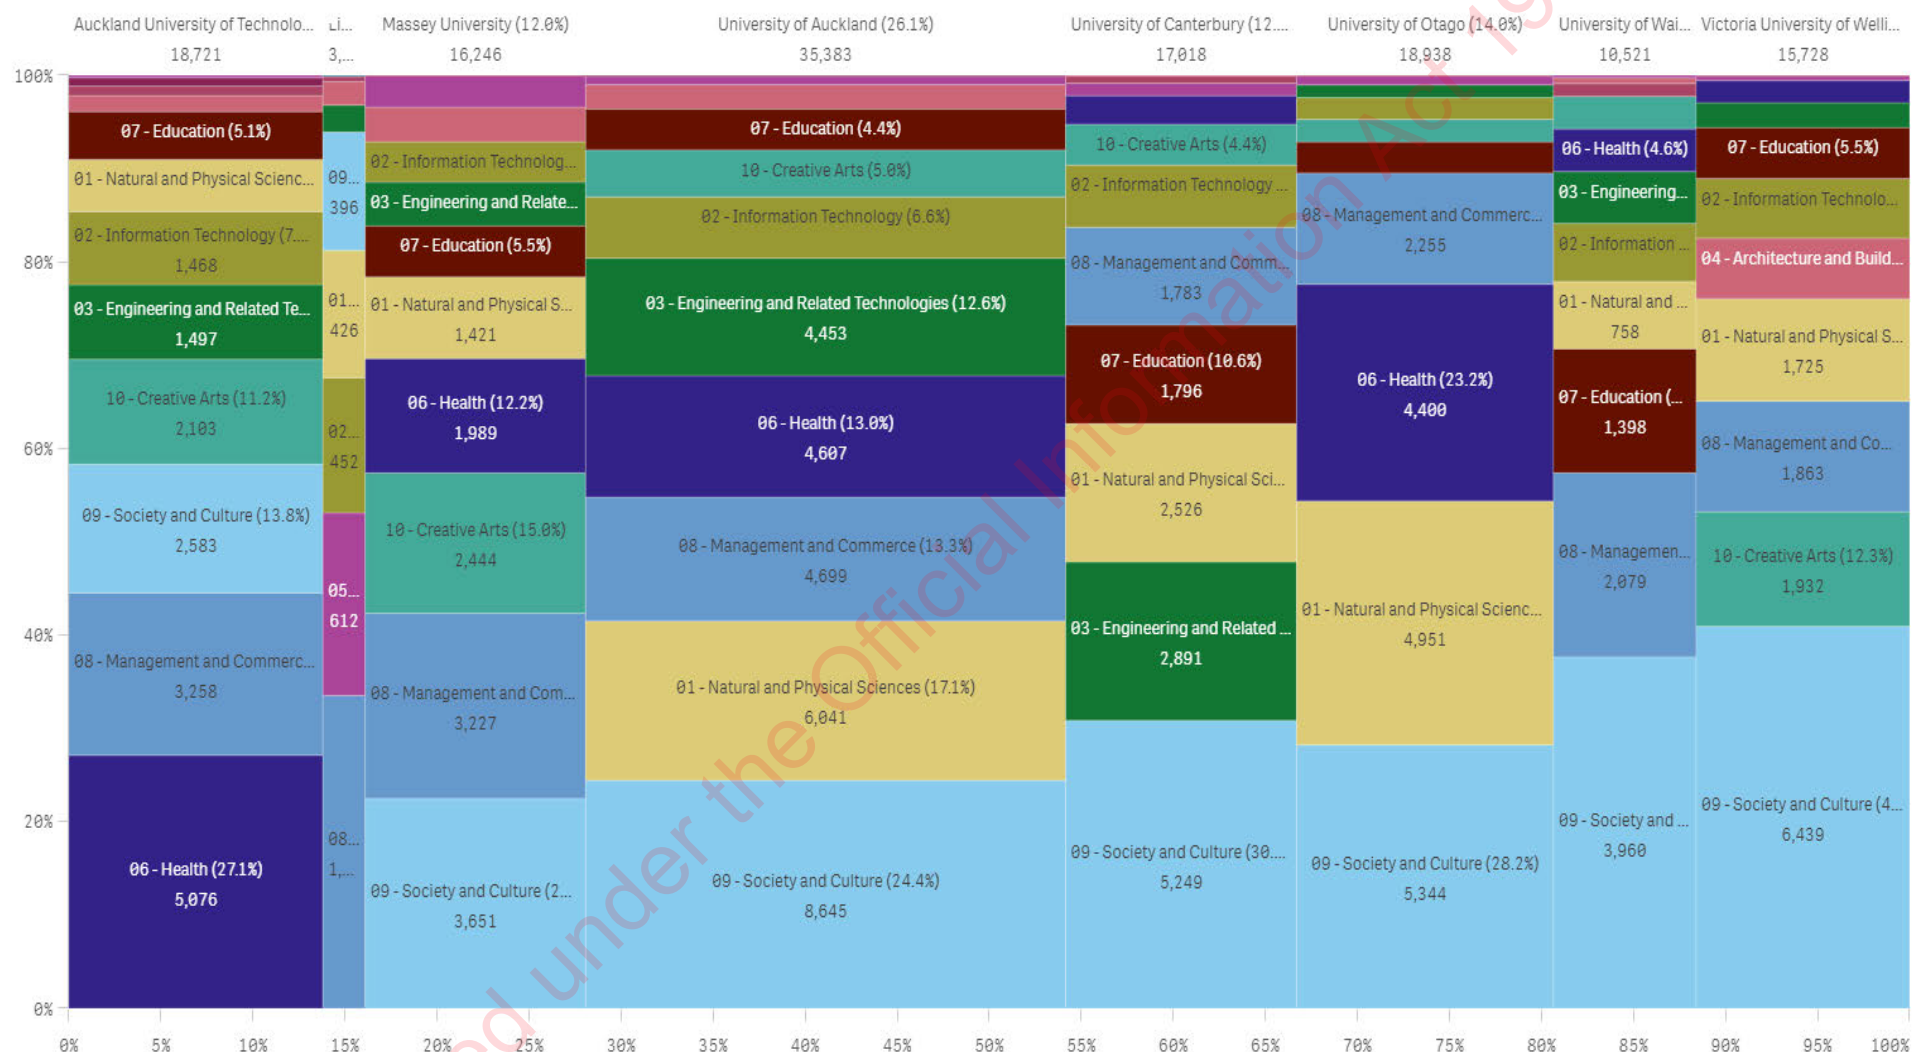 Auckland University of Technolo...
18,721
Li...
3,...
Massey University (12.0%)
16,246
University of Auckland (26.1%)
35,383
University of Canterbury (12....
17,018
University of Otago (14.0%)
18,938
University of Wai...
10,521
Victoria University of Welli...
15,728
100%
80%
60%
40%
20%
0%
07 - Education (5.1%)
01 - Natural and Physical Scienc...
02 - Information Technology (7....
1,468
03 - Engineering and Related Te...
1,497
10 - Creative Arts (11.2%)
2,103
09 - Society and Culture (13.8%)
2,583
08 - Management and Commerc...
3,258
06 - Health (27.1%)
5,076
09...
396
01...
426
02...
452
05...
612
08...
1,...
02 - Information Technolog...
03 - Engineering and Relate...
07 - Education (5.5%)
01 - Natural and Physical S...
1,421
06 - Health (12.2%)
1,989
10 - Creative Arts (15.0%)
2,444
08 - Management and Com...
3,227
09 - Society and Culture (2...
3,651
07 - Education (4.4%)
10 - Creative Arts (5.0%)
02 - Information Technology (6.6%)
03 - Engineering and Related Technologies (12.6%)
4,453
06 - Health (13.0%)
4,607
08 - Management and Commerce (13.3%)
4,699
01 - Natural and Physical Sciences (17.1%)
6,041
09 - Society and Culture (24.4%)
8,645
10 - Creative Arts (4.4%)
02 - Information Technology ...
08 - Management and Comm...
1,783
07 - Education (10.6%)
1,796
01 - Natural and Physical Sci...
2,526
03 - Engineering and Related ...
2,891
09 - Society and Culture (30....
5,249
08 - Management and Commerc...
2,255
06 - Health (23.2%)
4,400
01 - Natural and Physical Scienc...
4,951
09 - Society and Culture (28.2%)
5,344
06 - Health (4.6%)
03 - Engineering...
02 - Information ...
01 - Natural and ...
758
07 - Education (...
1,398
08 - Managemen...
2,079
09 - Society and ...
3,960
07 - Education (5.5%)
02 - Information Technolo...
04 - Architecture and Build...
01 - Natural and Physical S...
1,725
08 - Management and Co...
1,863
10 - Creative Arts (12.3%)
1,932
09 - Society and Culture (4...
6,439
0%
5%
10%
15%
20%
25%
30%
35%
40%
45%
50%
55%
60%
65%
70%
75%
80%
85%
90%
95%
100%
under the Official Information Act